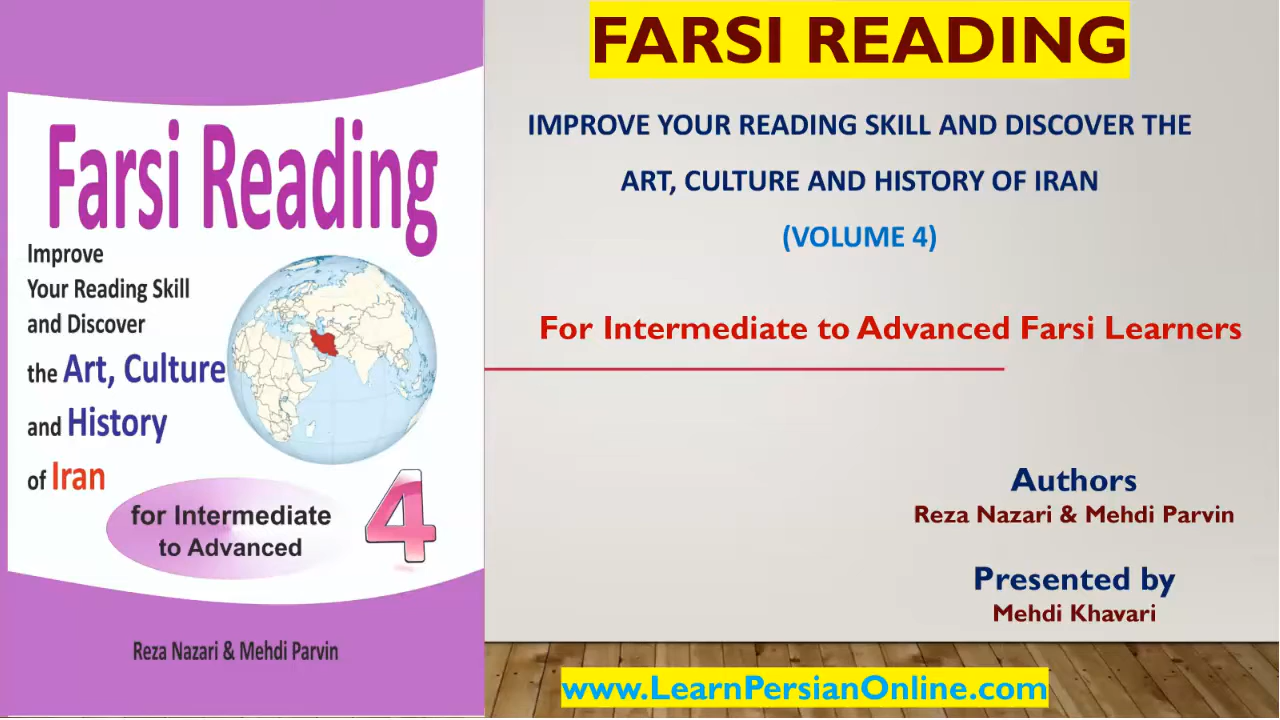 Farsi Reading
Improve
Your Reading Skill
and Discover
the Art, Culture
and History
of Iran
for Intermediate
to Advanced
4
Reza Nazari & Mehdi Parvin
FARSI READING
IMPROVE YOUR READING SKILL AND DISCOVER THE
ART, CULTURE AND HISTORY OF IRAN
(VOLUME 4)
For Intermediate to Advanced Farsi Learners
Authors
Reza Nazari & Mehdi Parvin
Presented by
Mehdi Khavari
www.LearnPersianOnline.com